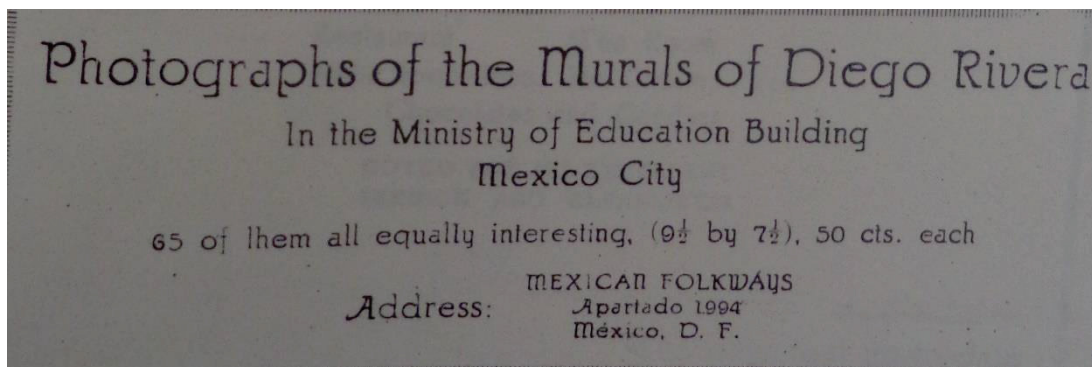 Photographs of the Murals of Diego Rivera
In the Ministry of Education Building
Mexico City
65 of lhem all equally interesting, (9½ by 7½), 50 cts. each
Address:
MEXICAN FOLKWAYS
Apartado 1994
México, D. F.